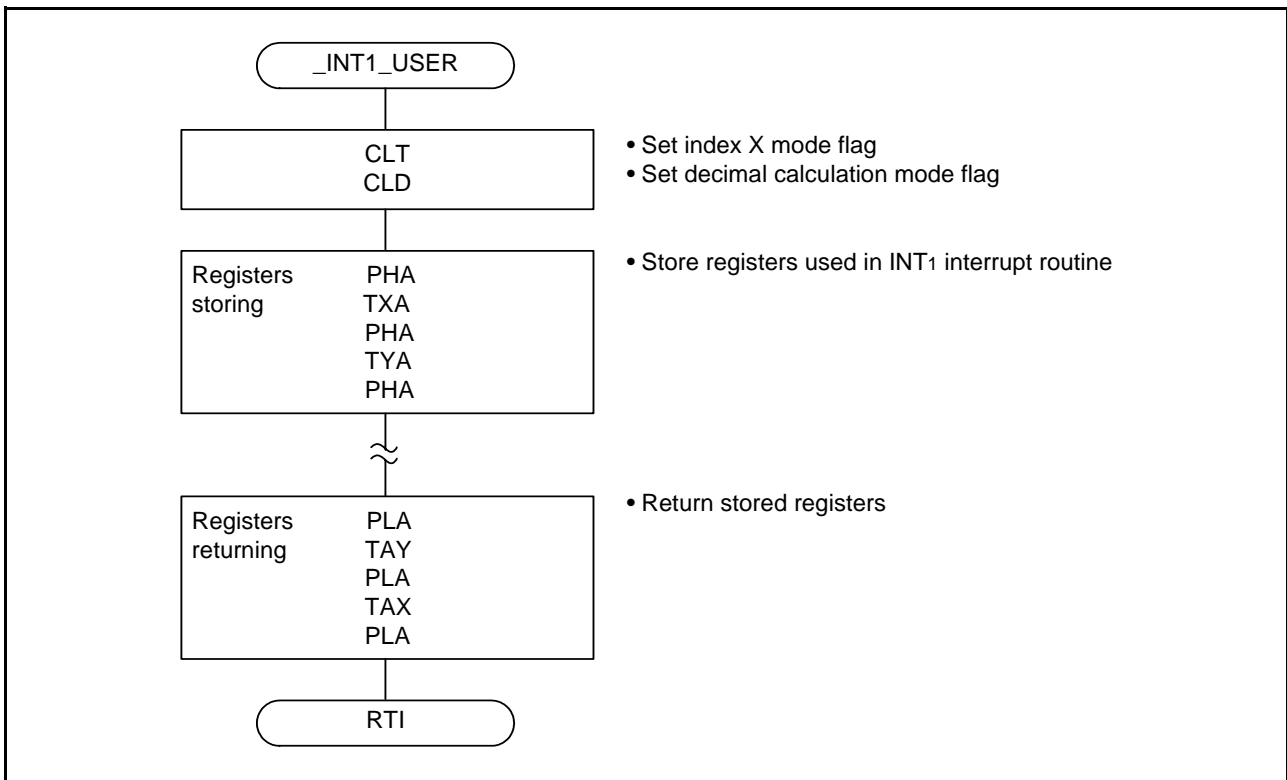 _INT1_USER
CLT
CLD
• Set index X mode flag
• Set decimal calculation mode flag
Registers storing
PHA
TXA
PHA
TYA
PHA
• Store registers used in INT1 interrupt routine
Registers returning
PLA
TAY
PLA
TAX
PLA
• Return stored registers
RTI